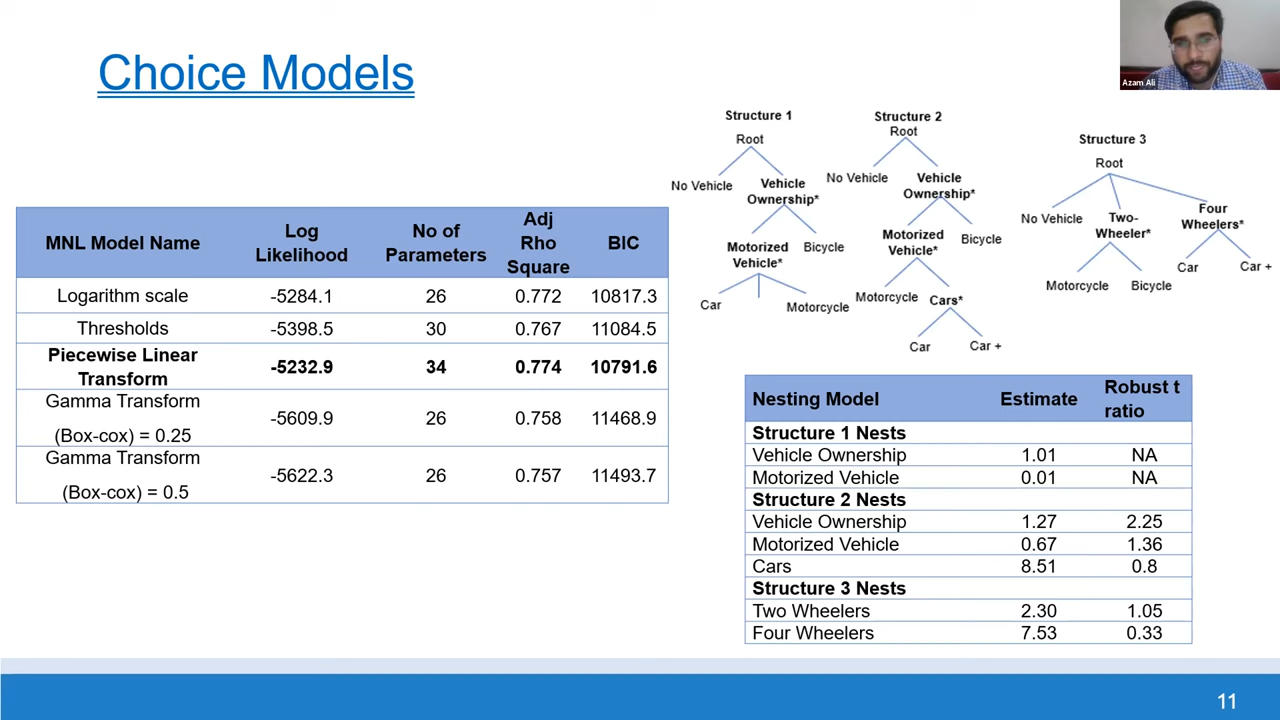 Choice Models
Azam Ali
MNL Model Name
Log
Likelihood
No of
Parameters
Adj
Rho
Square
BIC
Logarithm scale -5284.1 26 0.772 10817.3
Thresholds -5398.5 30 0.767 11084.5
Piecewise Linear
Transform
-5232.9 34 0.774 10791.6
Gamma Transform
(Box-cox) = 0.25
-5609.9 26 0.758 11468.9
Gamma Transform
(Box-cox) = 0.5
-5622.3 26 0.757 11493.7
Structure 1
Root
No Vehicle
Vehicle
Ownership*
Motorized
Vehicle*
Bicycle
Car
Motorcycle
Structure 2
Root
No Vehicle
Vehicle
Ownership*
Motorized
Vehicle*
Bicycle
Motorcycle
Cars*
Car
Car +
Structure 3
Root
No Vehicle
Two-
Wheeler*
Four
Wheelers*
Motorcycle
Bicycle
Car
Car +
Nesting Model
Estimate
Robust t
ratio
Structure 1 Nests
Vehicle Ownership 1.01 NA
Motorized Vehicle 0.01 NA
Structure 2 Nests
Vehicle Ownership 1.27 2.25
Motorized Vehicle 0.67 1.36
Cars 8.51 0.8
Structure 3 Nests
Two Wheelers 2.30 1.05
Four Wheelers 7.53 0.33
11